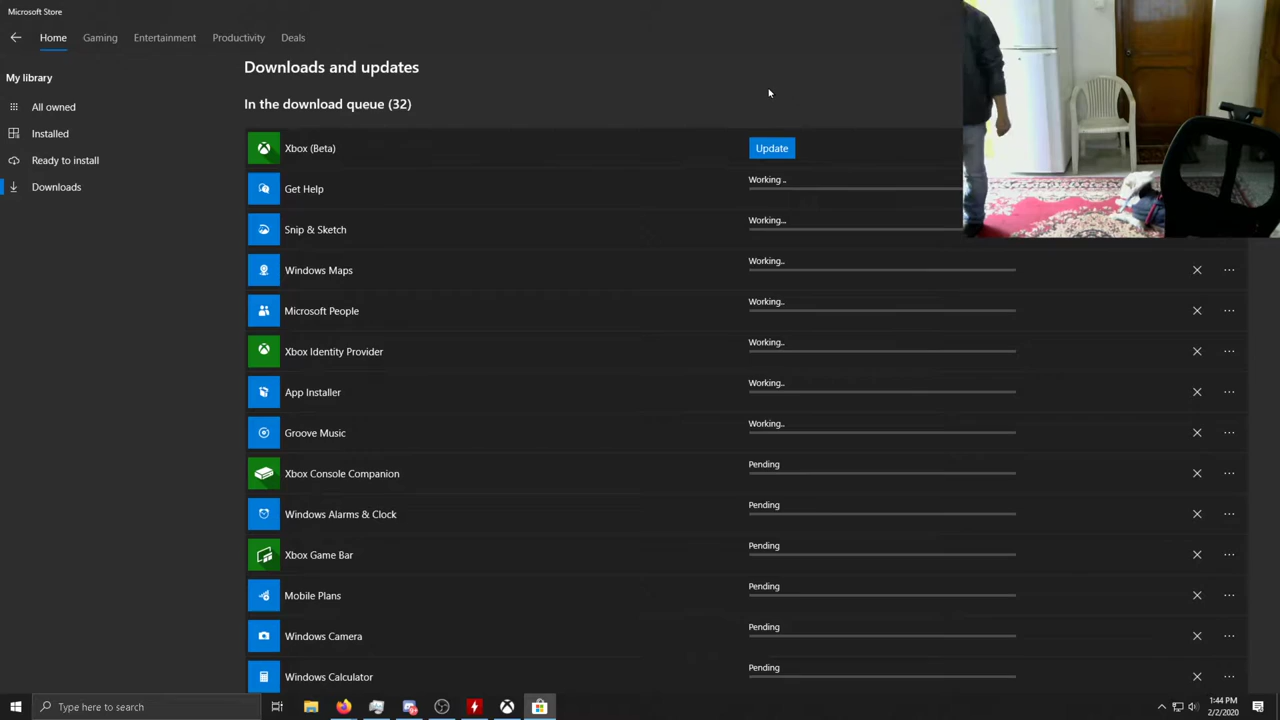 Microsoft Store
Home Gaming Entertainment Productivity Deals
My library
All owned
Installed
Ready to install
Downloads
Downloads and updates
In the download queue (32)
Xbox (Beta) Update
Get Help Working..
Snip & Sketch Working...
Windows Maps Working..
Microsoft People Working..
Xbox Identity Provider Working..
App Installer Working..
Groove Music Working..
Xbox Console Companion Pending
Windows Alarms & Clock Pending
Xbox Game Bar Pending
Mobile Plans Pending
Windows Camera Pending
Windows Calculator Pending
Type here to search
1:44 PM
2/2/2020